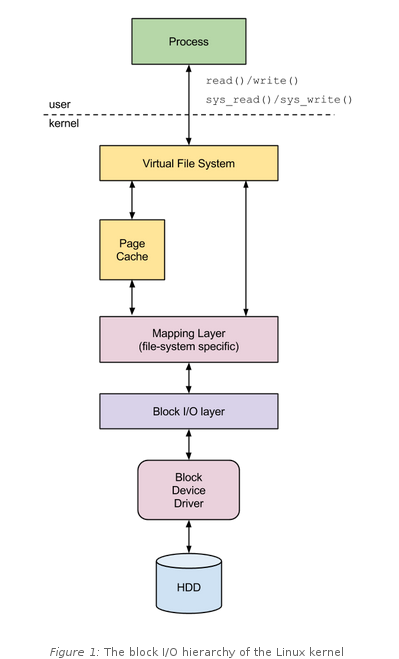 Process
read()/write()
sys_read()/sys_write()
user
kernel
Virtual File System
Page
Cache
Mapping Layer
(file-system specific)
Block I/O layer
Block
Device
Driver
HDD
Figure 1: The block I/O hierarchy of the Linux kernel